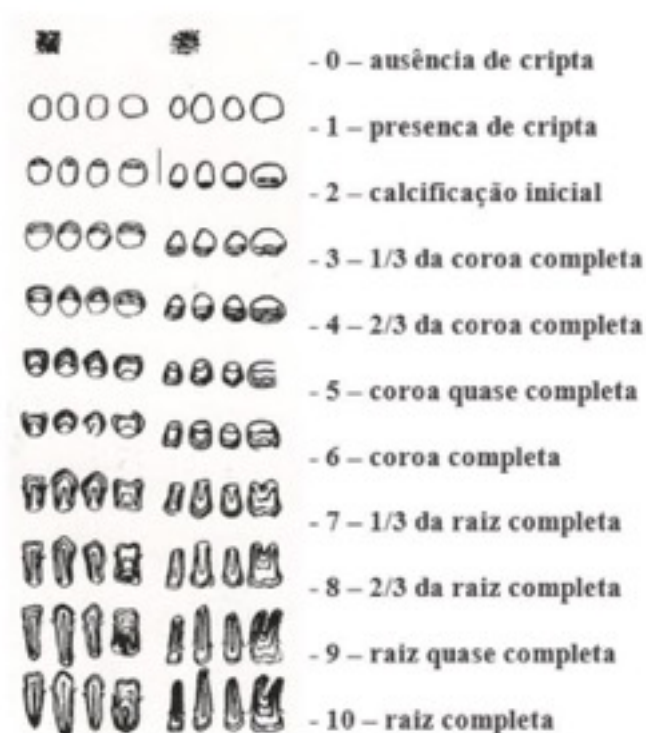 - 0 – ausência de cripta
- 1 – presenca de cripta
- 2 – calcificação inicial
- 3 – 1/3 da coroa completa
- 4 – 2/3 da coroa completa
- 5 – coroa quase completa
- 6 – coroa completa
- 7 – 1/3 da raiz completa
- 8 – 2/3 da raiz completa
- 9 – raiz quase completa
- 10 – raiz completa